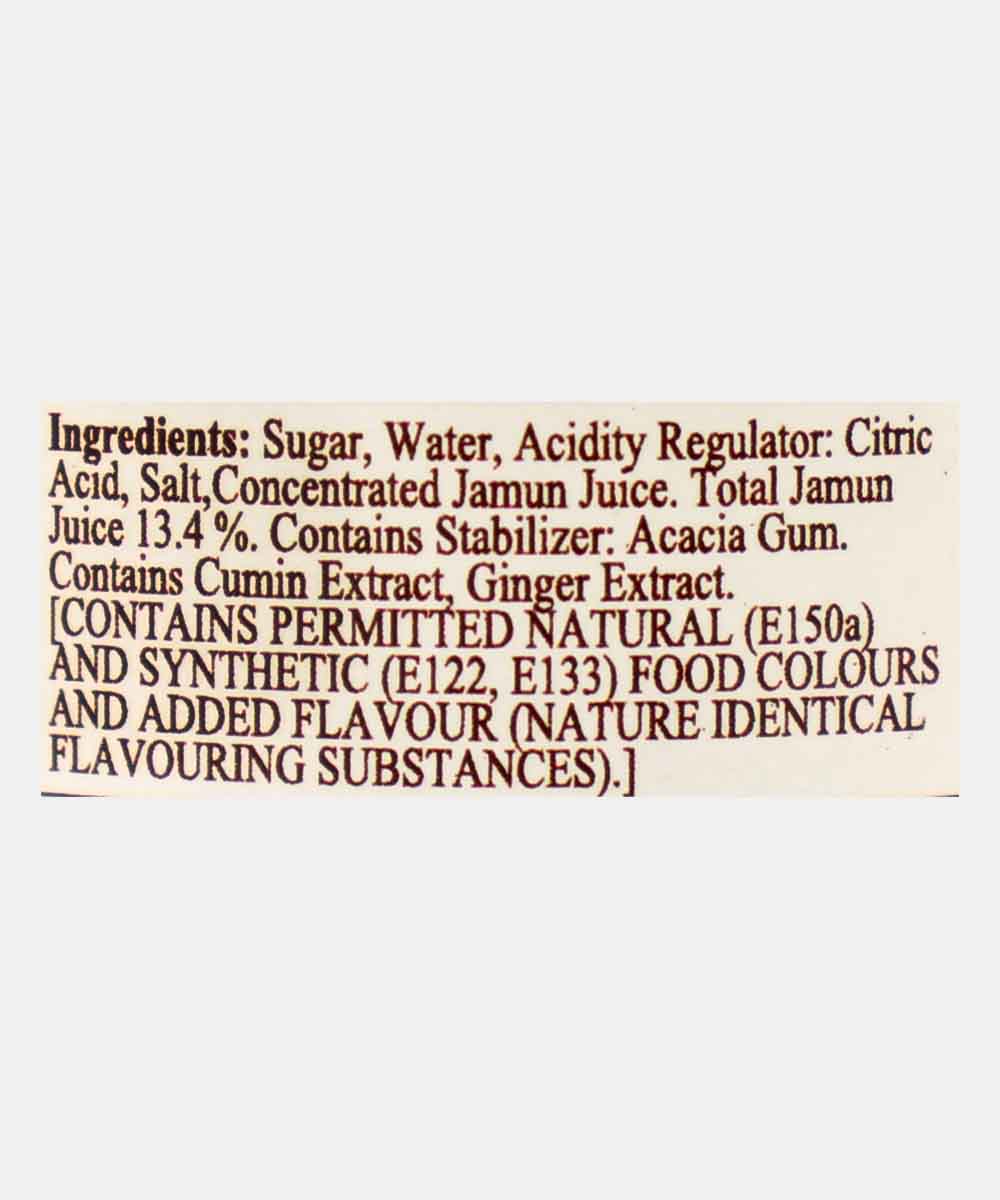 Ingredients: Sugar, Water, Acidity Regulator: Citric
Acid, Salt,Concentrated Jamun Juice. Total Jamun
Juice 13.4 %. Contains Stabilizer: Acacia Gum.
Contains Cumin Extract, Ginger Extract.
[CONTAINS PERMITTED NATURAL (E150a)
AND SYNTHETIC (E122, E133) FOOD COLOURS
AND ADDED FLAVOUR (NATURE IDENTICAL
FLAVOURING SUBSTANCES).]